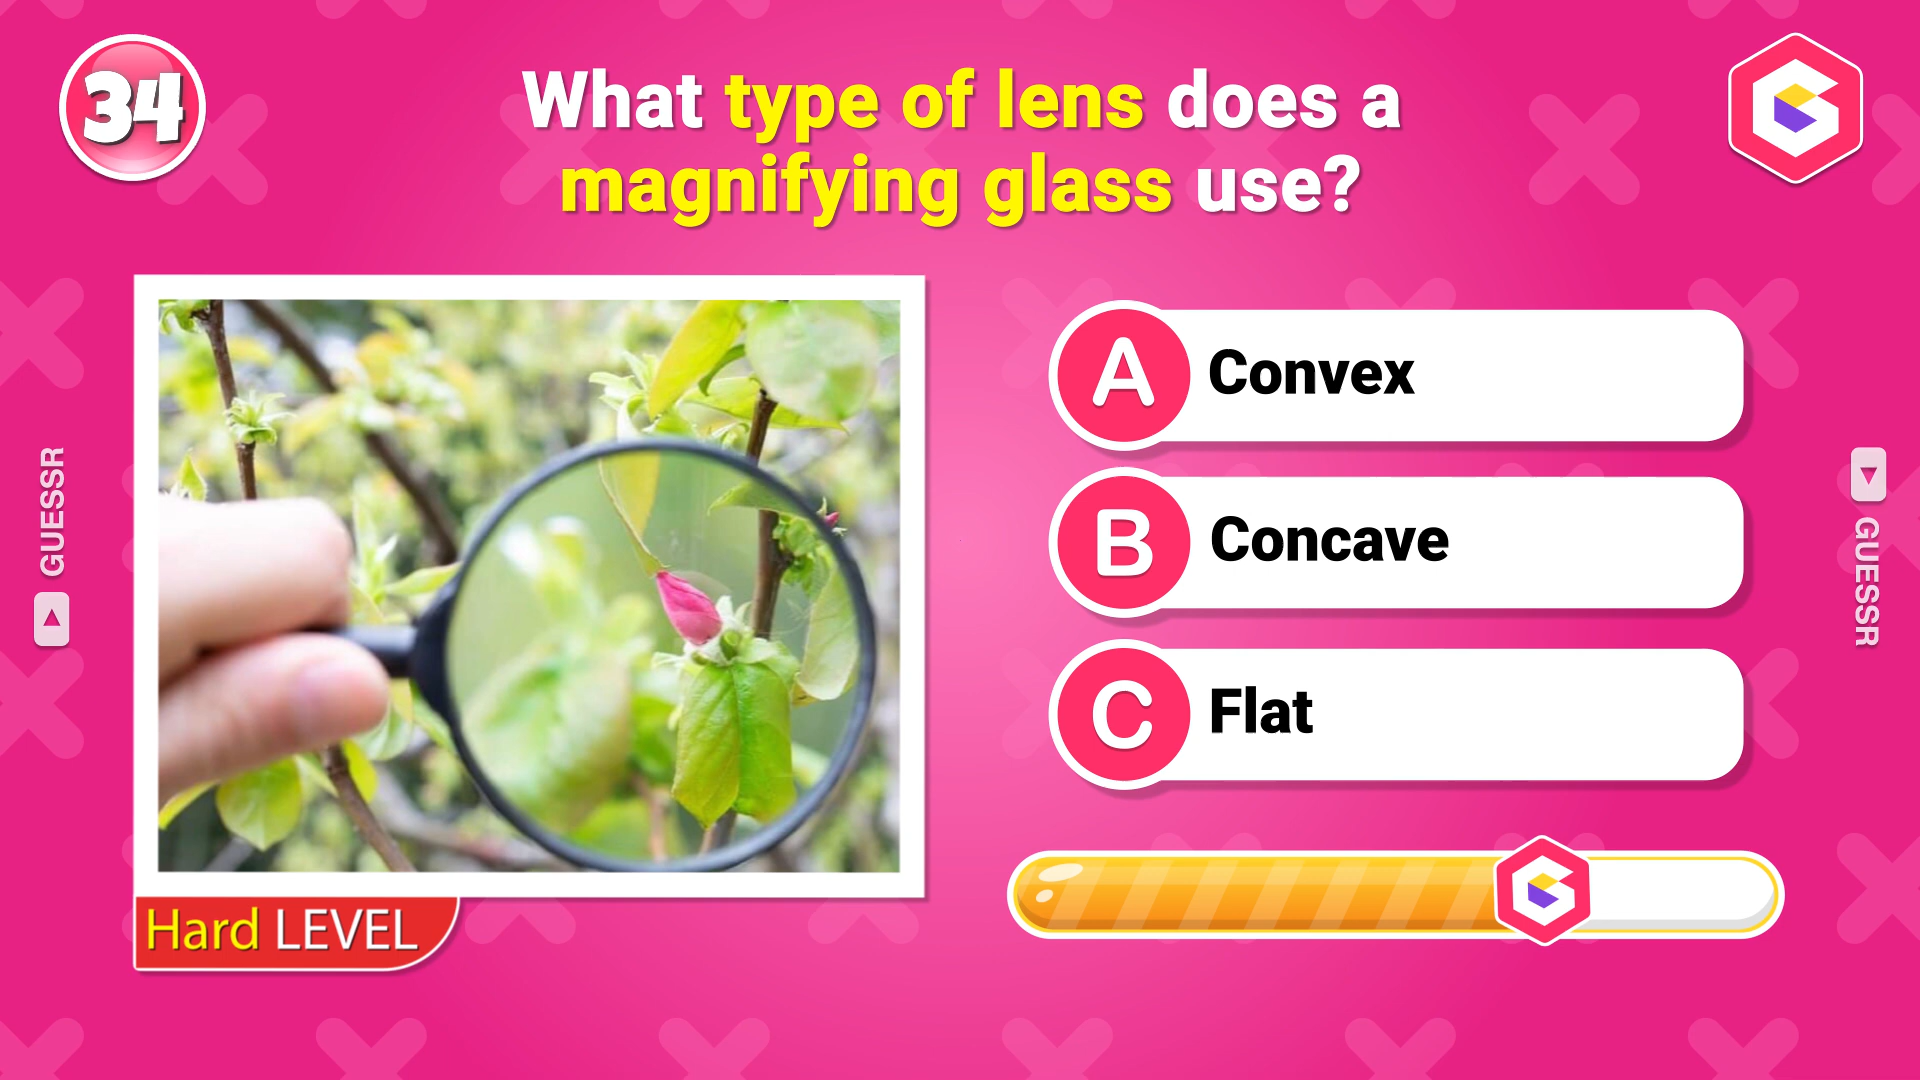 34
What type of lens does a
magnifying glass use?
A Convex
B Concave
C Flat
Hard LEVEL
GUESSR
GUESSR